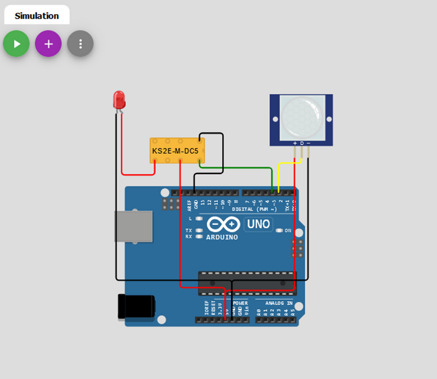 Simulation
KS2E-M-DC5
+ D -
AREF
GND
13
12
~11
~10
~9
8
7
~6
~5
4
~3
2
TX→1
RX←0
DIGITAL (PWM ~)
L
TX
RX
UNO
ON
ARDUINO
IOREF
RESET
3.3V
5V
GND
GND
Vin
POWER
ANALOG IN
A0
A1
A2
A3
A4
A5